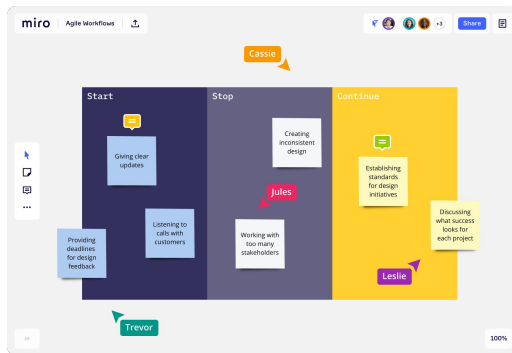 miro
Agile Workflows
+3
Share
Cassie
Start
Stop
Continue
Giving clear
updates
Creating
inconsistent
design
Establishing
standards
for design
initiatives
Jules
Listening to
calls with
customers
Working with
too many
stakeholders
Discussing
what success
looks for
each project
Providing
deadlines
for design
feedback
Leslie
Trevor
100%